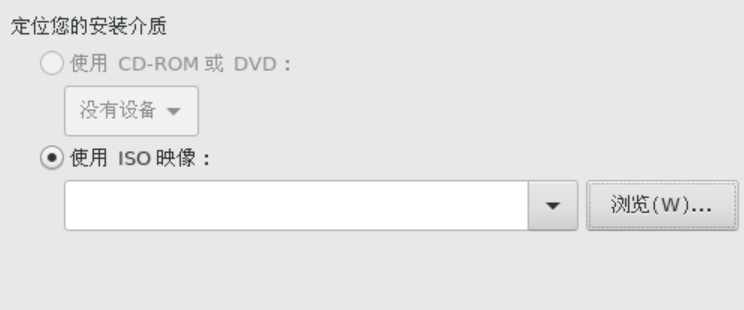 定位您的安装介质
使用 CD-ROM 或 DVD：
没有设备
使用 ISO 映像：
浏览(W)...